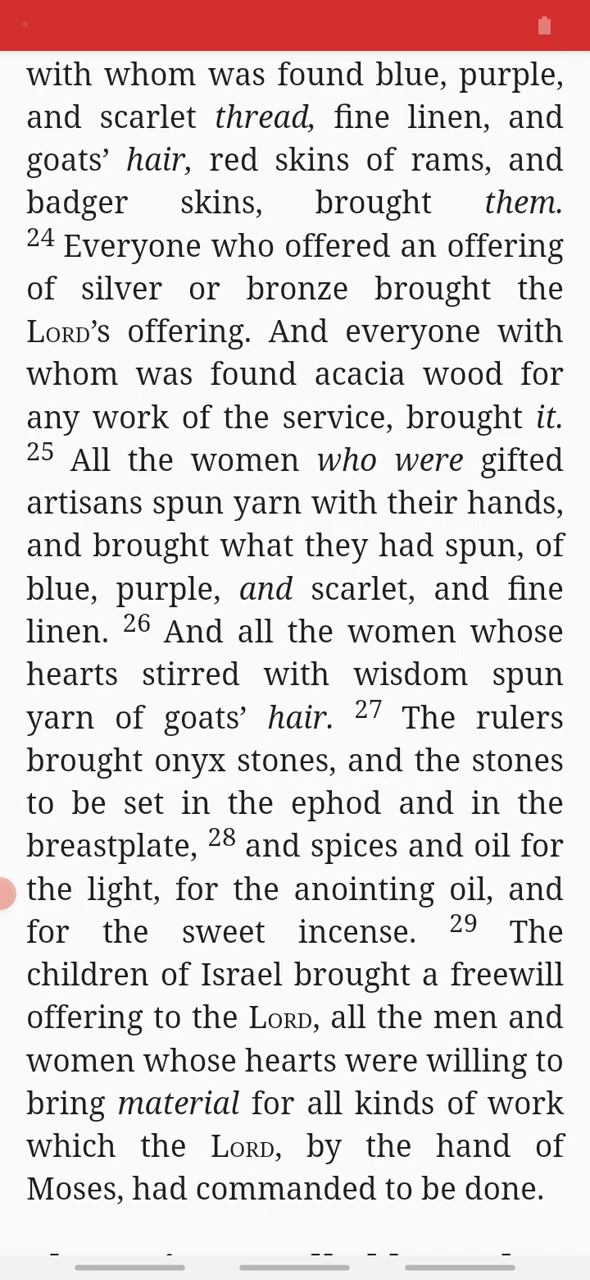 with whom was found blue, purple,
and scarlet thread, fine linen, and
goats’ hair, red skins of rams, and
badger skins, brought them.
24 Everyone who offered an offering
of silver or bronze brought the
LORD’s offering. And everyone with
whom was found acacia wood for
any work of the service, brought it.
25 All the women who were gifted
artisans spun yarn with their hands,
and brought what they had spun, of
blue, purple, and scarlet, and fine
linen. 26 And all the women whose
hearts stirred with wisdom spun
yarn of goats’ hair. 27 The rulers
brought onyx stones, and the stones
to be set in the ephod and in the
breastplate, 28 and spices and oil for
the light, for the anointing oil, and
for the sweet incense. 29 The
children of Israel brought a freewill
offering to the LORD, all the men and
women whose hearts were willing to
bring material for all kinds of work
which the LORD, by the hand of
Moses, had commanded to be done.